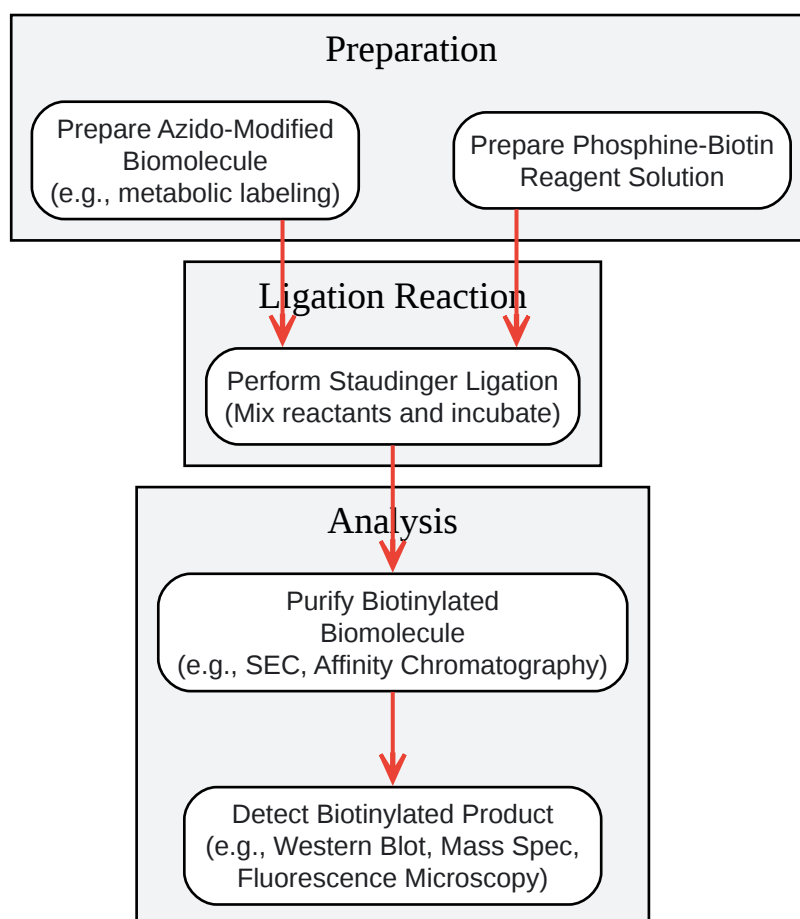 Preparation
Prepare Azido-Modified
Biomolecule
(e.g., metabolic labeling)
Prepare Phosphine-Biotin
Reagent Solution
Ligation Reaction
Perform Staudinger Ligation
(Mix reactants and incubate)
Analysis
Purify Biotinylated
Biomolecule
(e.g., SEC, Affinity Chromatography)
Detect Biotinylated Product
(e.g., Western Blot, Mass Spec,
Fluorescence Microscopy)